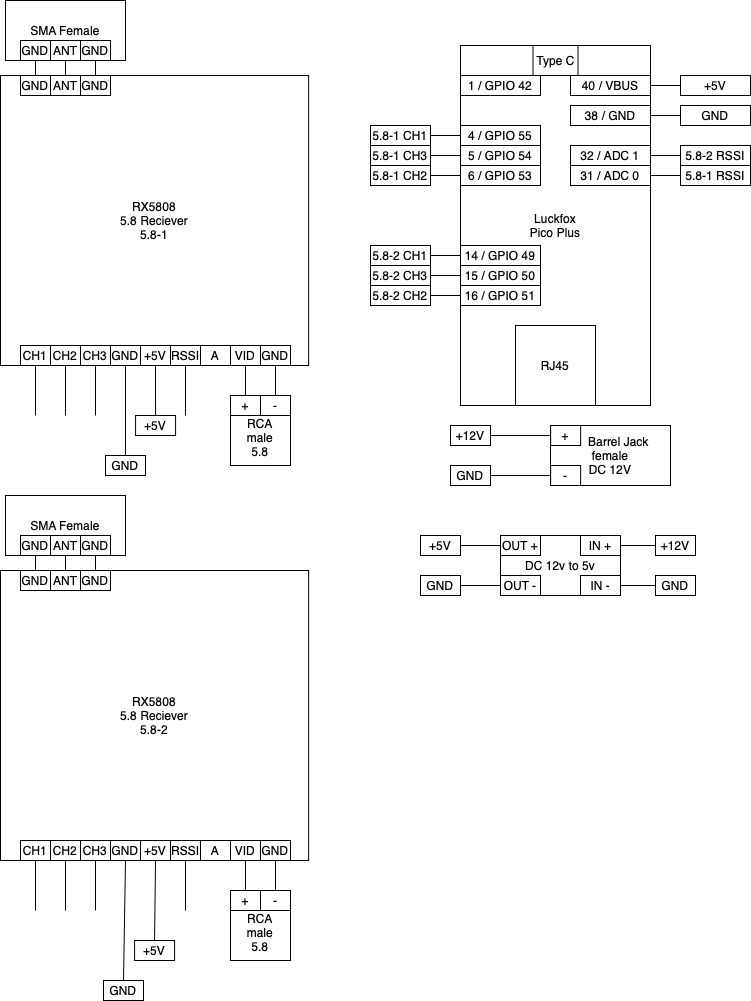 SMA Female
GND ANT GND
GND ANT GND
RX5808
5.8 Reciever
5.8-1
CH1 CH2 CH3 GND +5V RSSI A VID GND
+ -
+5V
RCA
male
5.8
GND
SMA Female
GND ANT GND
GND ANT GND
RX5808
5.8 Reciever
5.8-2
CH1 CH2 CH3 GND +5V RSSI A VID GND
+ -
RCA
male
5.8
+5V
GND
Type C
1 / GPIO 42 40 / VBUS +5V
38 / GND GND
5.8-1 CH1 4 / GPIO 55
5.8-1 CH3 5 / GPIO 54 32 / ADC 1 5.8-2 RSSI
5.8-1 CH2 6 / GPIO 53 31 / ADC 0 5.8-1 RSSI
Luckfox
Pico Plus
5.8-2 CH1 14 / GPIO 49
5.8-2 CH3 15 / GPIO 50
5.8-2 CH2 16 / GPIO 51
RJ45
+12V +
Barrel Jack
female
DC 12V
GND -
+5V OUT + IN + +12V
DC 12v to 5v
GND OUT - IN - GND